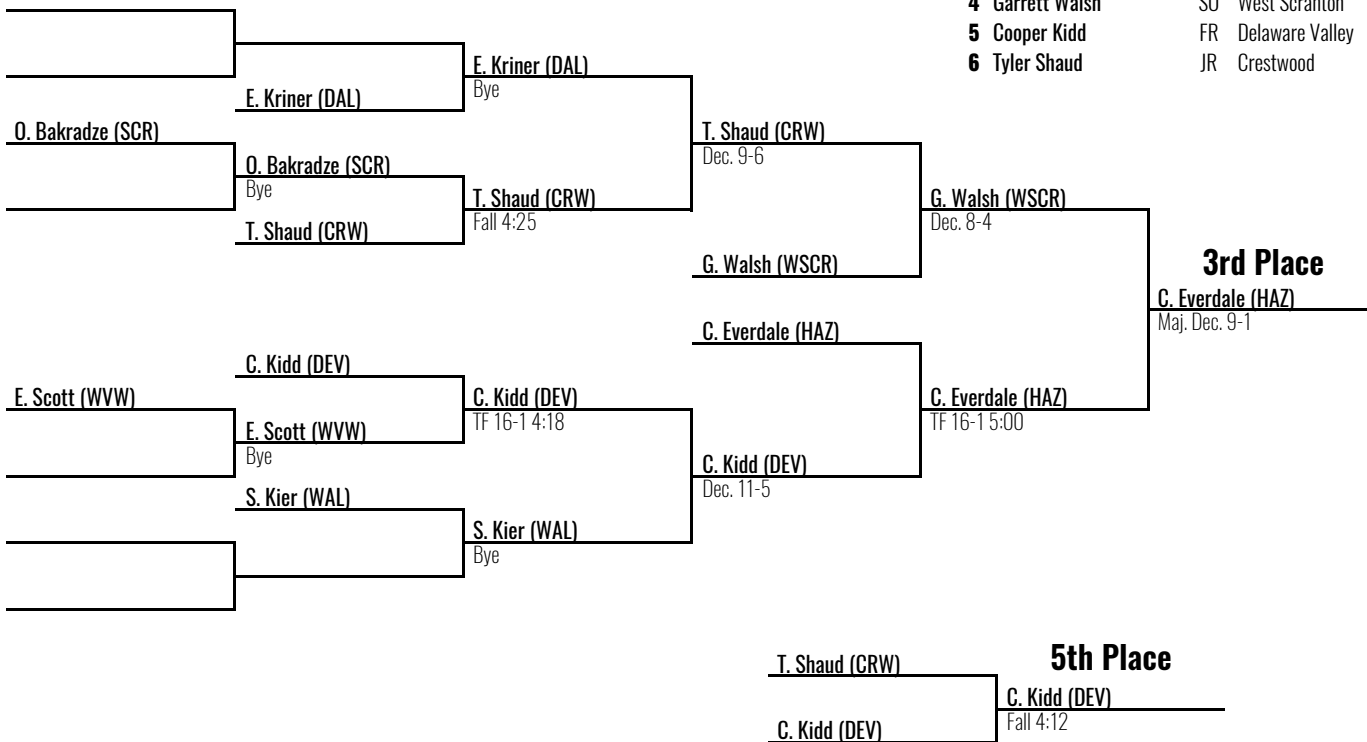 4 Garrett Walsh SO West Scranton
5 Cooper Kidd FR Delaware Valley
6 Tyler Shaud JR Crestwood
E. Kriner (DAL)
Bye
E. Kriner (DAL)
O. Bakradze (SCR)
T. Shaud (CRW)
Dec. 9-6
O. Bakradze (SCR)
Bye
T. Shaud (CRW)
Fall 4:25
G. Walsh (WSCR)
Dec. 8-4
T. Shaud (CRW)
G. Walsh (WSCR)
3rd Place
C. Everdale (HAZ)
Maj. Dec. 9-1
C. Everdale (HAZ)
C. Kidd (DEV)
E. Scott (WVW)
C. Kidd (DEV)
TF 16-1 4:18
C. Everdale (HAZ)
TF 16-1 5:00
E. Scott (WVW)
Bye
C. Kidd (DEV)
Dec. 11-5
S. Kier (WAL)
S. Kier (WAL)
Bye
5th Place
T. Shaud (CRW)
C. Kidd (DEV)
Fall 4:12
C. Kidd (DEV)